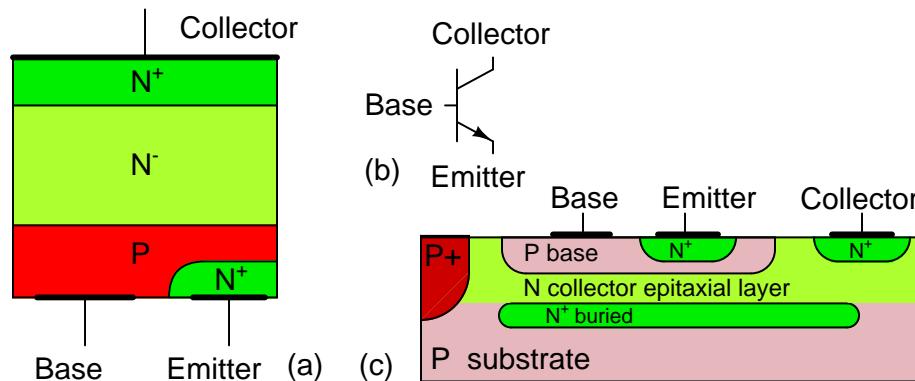 Collector
N+
N-
P
N+
Base
Emitter
(a)
Collector
Base
Emitter
(b)
Base
Emitter
Collector
P+
P base
N+
N+
N collector epitaxial layer
N+ buried
P substrate
(c)